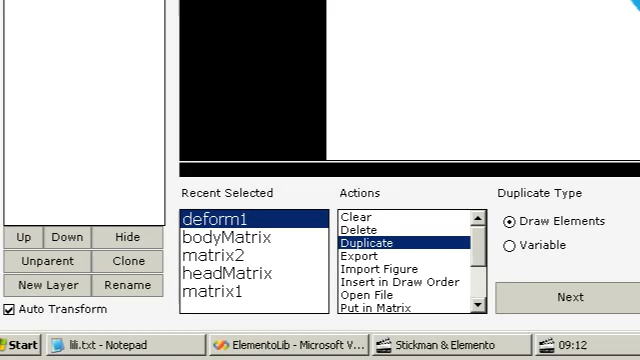 Recent Selected
Actions
Duplicate Type
deform1
bodyMatrix
matrix2
headMatrix
matrix1
Clear
Delete
Duplicate
Export
Import Figure
Insert in Draw Order
Open File
Put in Matrix
Draw Elements
Variable
Next
Up Down Hide
Unparent Clone
New Layer Rename
Auto Transform
Start lili.txt - Notepad ElementoLib - Microsoft V... Stickman & Elemento 09:12